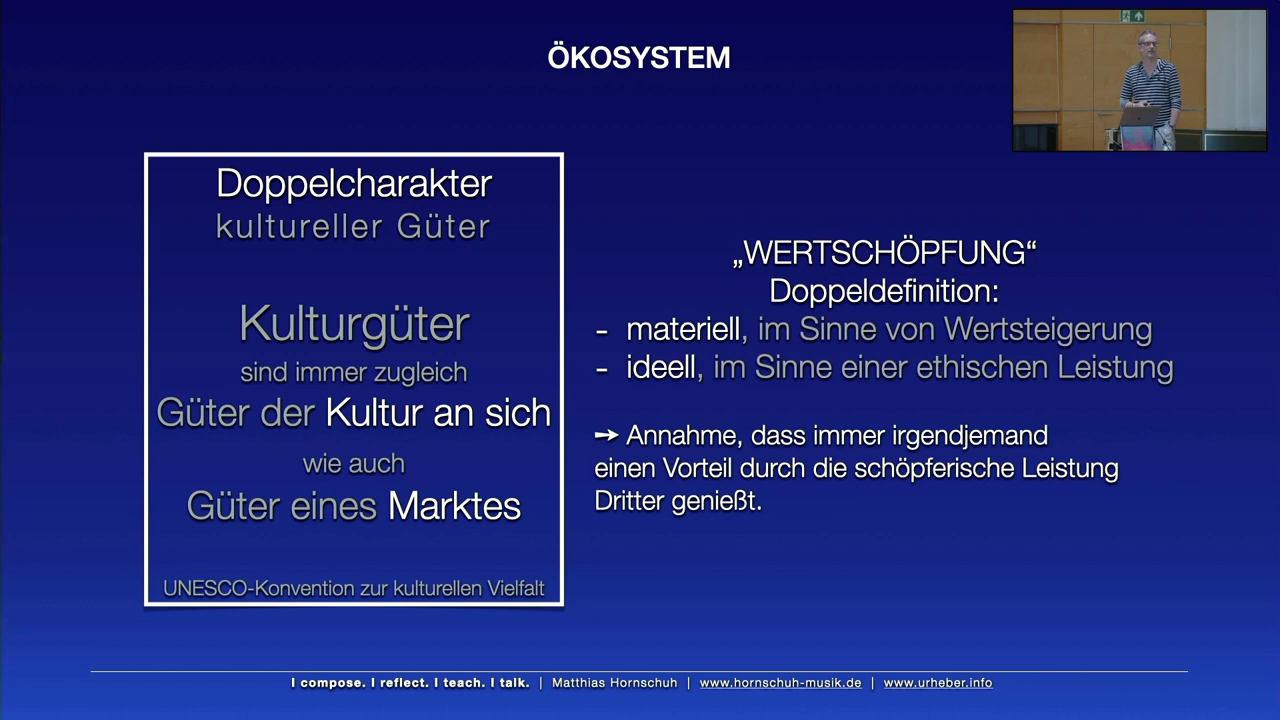 ÖKOSYSTEM
Doppelcharakter
kultureller Güter
Kulturgüter
sind immer zugleich
Güter der Kultur an sich
wie auch
Güter eines Marktes
UNESCO-Konvention zur kulturellen Vielfalt
„WERTSCHÖPFUNG“
Doppeldefinition:
- materiell, im Sinne von Wertsteigerung
- ideell, im Sinne einer ethischen Leistung
➙ Annahme, dass immer irgendjemand
einen Vorteil durch die schöpferische Leistung
Dritter genießt.
I compose. I reflect. I teach. I talk. | Matthias Hornschuh | www.hornschuh-musik.de | www.urheber.info